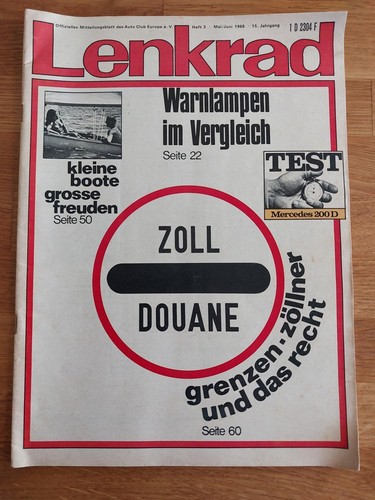 Offizielles Mitteilungsblatt des Auto Club Europa e. V. Heft 3 · Mai/Juni 1968 · 15. Jahrgang 1 D 2304 F
Lenkrad
Warnlampen
im Vergleich
Seite 22
kleine
boote
grosse
freuden
Seite 50
TEST
Mercedes 200 D
ZOLL
DOUANE
grenzen · zöllner
und das recht
Seite 60